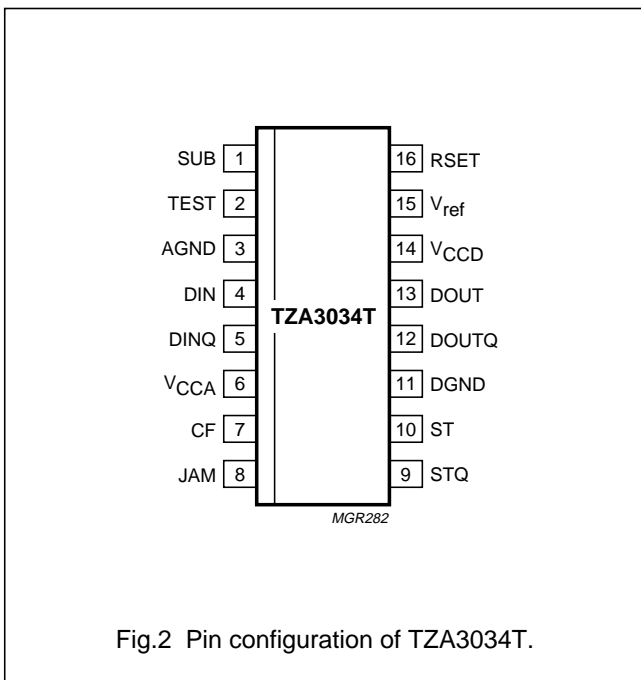 SUB 1 16 RSET
TEST 2 15 Vref
AGND 3 14 VCCD
DIN 4 13 DOUT
TZA3034T
DINQ 5 12 DOUTQ
VCCA 6 11 DGND
CF 7 10 ST
JAM 8 9 STQ
MGR282
Fig.2 Pin configuration of TZA3034T.